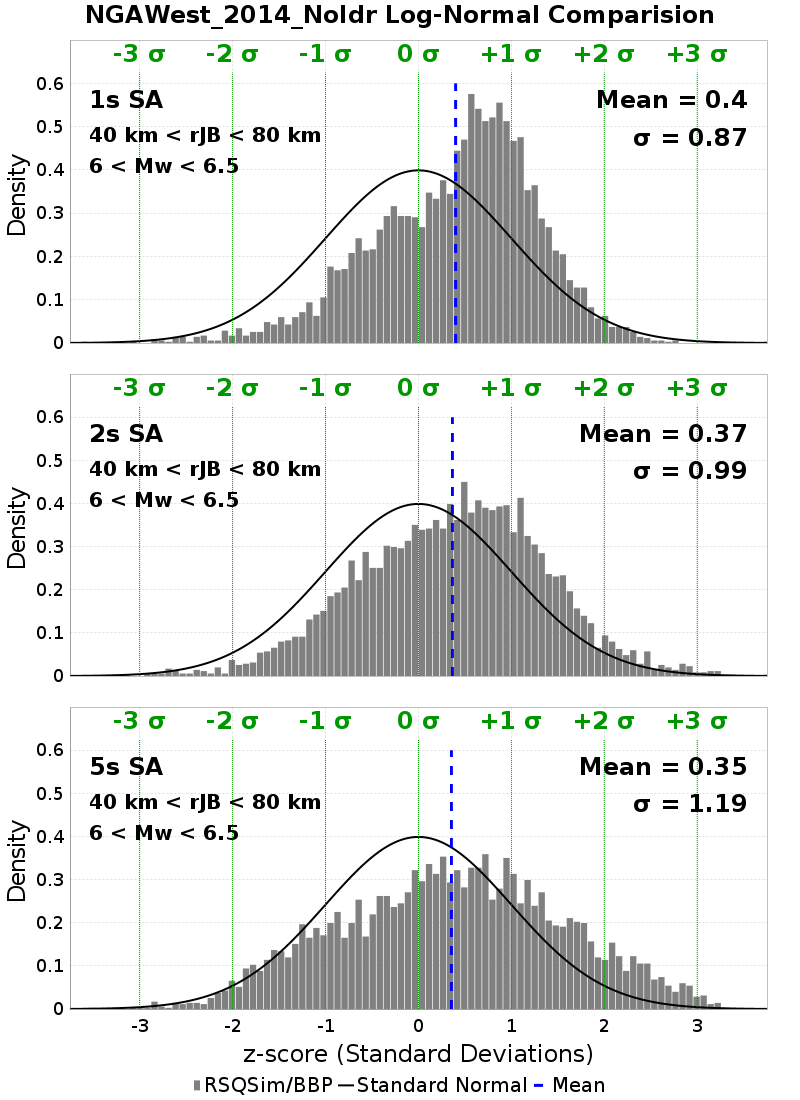 NGAWest_2014_NoIdr Log-Normal Comparision
-3 σ -2 σ -1 σ 0 σ +1 σ +2 σ +3 σ
1s SA
Mean = 0.4
40 km < rJB < 80 km
σ = 0.87
6 < Mw < 6.5
Density
0.6
0.5
0.4
0.3
0.2
0.1
0
-3 σ -2 σ -1 σ 0 σ +1 σ +2 σ +3 σ
2s SA
Mean = 0.37
40 km < rJB < 80 km
σ = 0.99
6 < Mw < 6.5
Density
0.6
0.5
0.4
0.3
0.2
0.1
0
-3 σ -2 σ -1 σ 0 σ +1 σ +2 σ +3 σ
5s SA
Mean = 0.35
40 km < rJB < 80 km
σ = 1.19
6 < Mw < 6.5
Density
0.6
0.5
0.4
0.3
0.2
0.1
0
-3 -2 -1 0 1 2 3
z-score (Standard Deviations)
RSQSim/BBP Standard Normal Mean